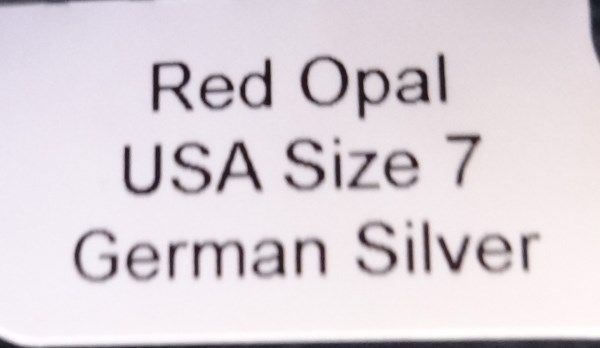 Red Opal
USA Size 7
German Silver